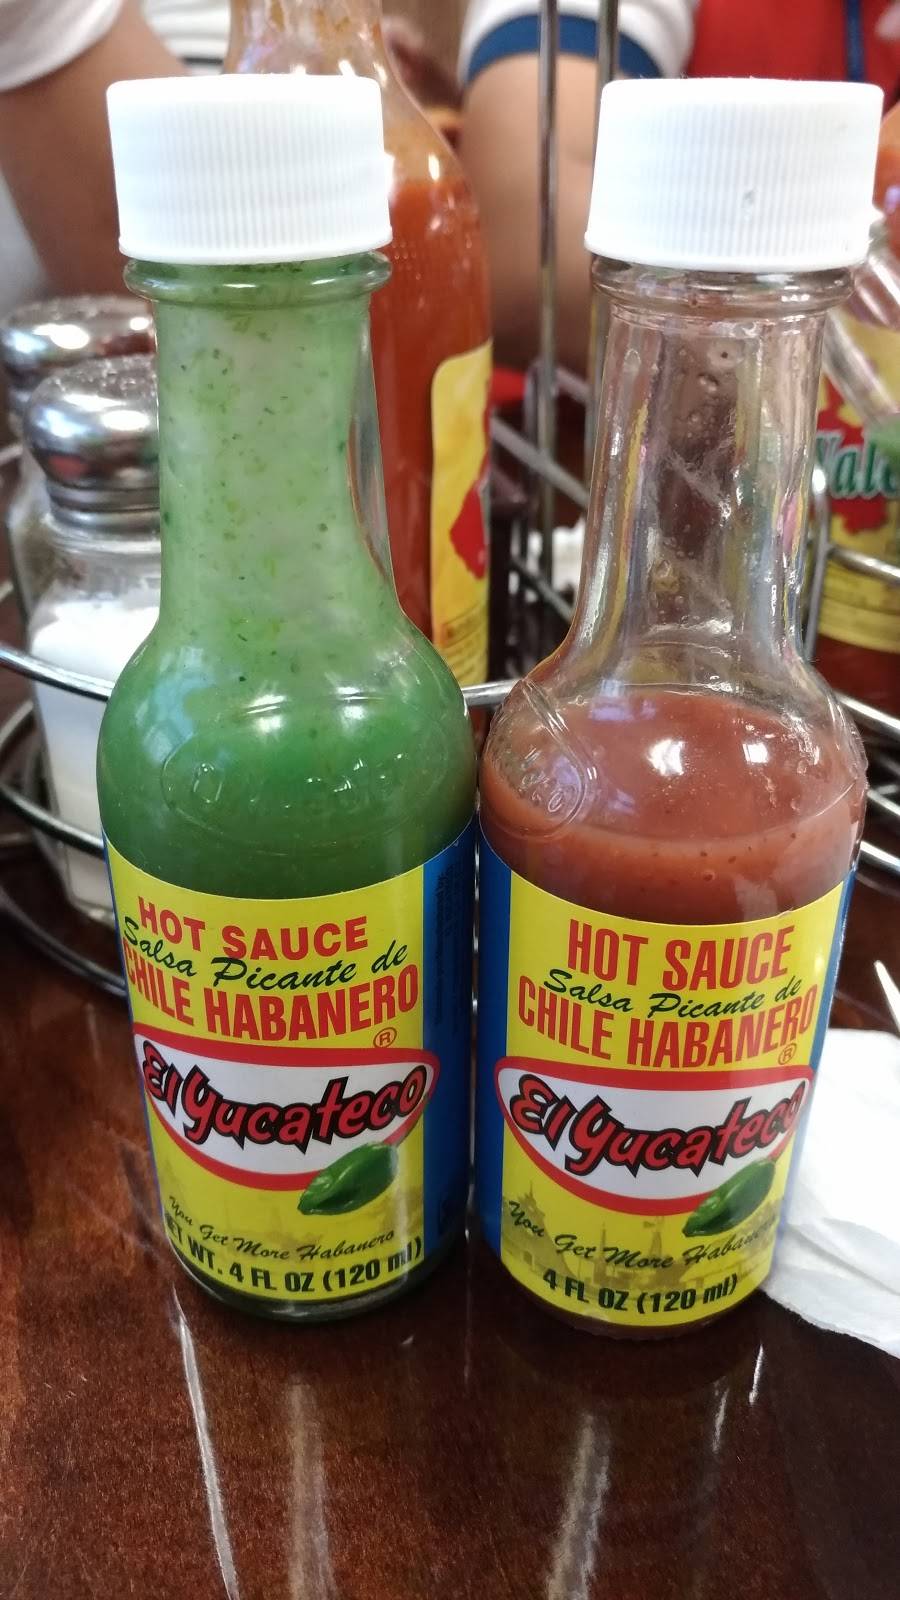 HOT SAUCE
Salsa Picante de
CHILE HABANERO
®
El Yucateco
You Get More Habanero
NET WT. 4 FL OZ (120 ml)
HOT SAUCE
Salsa Picante de
CHILE HABANERO
®
El Yucateco
You Get More Habanero
4 FL OZ (120 ml)